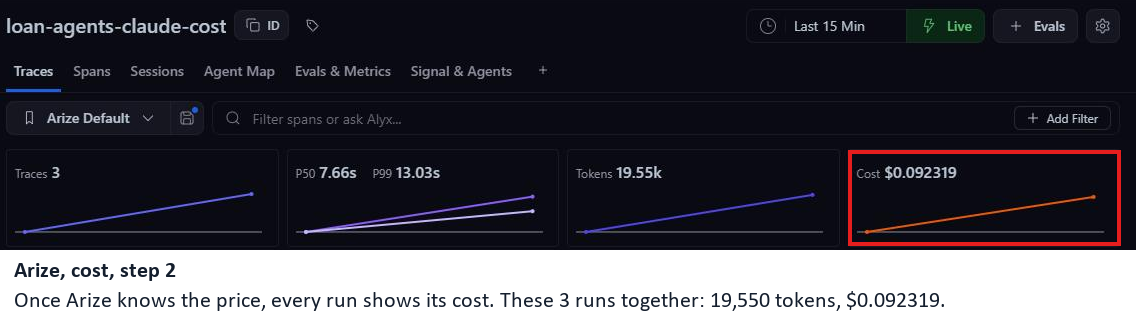 loan-agents-claude-cost ID Last 15 Min Live + Evals
Traces Spans Sessions Agent Map Evals & Metrics Signal & Agents +
Arize Default Filter spans or ask Alyx... + Add Filter
Traces 3 P50 7.66s P99 13.03s Tokens 19.55k Cost $0.092319
Arize, cost, step 2
Once Arize knows the price, every run shows its cost. These 3 runs together: 19,550 tokens, $0.092319.